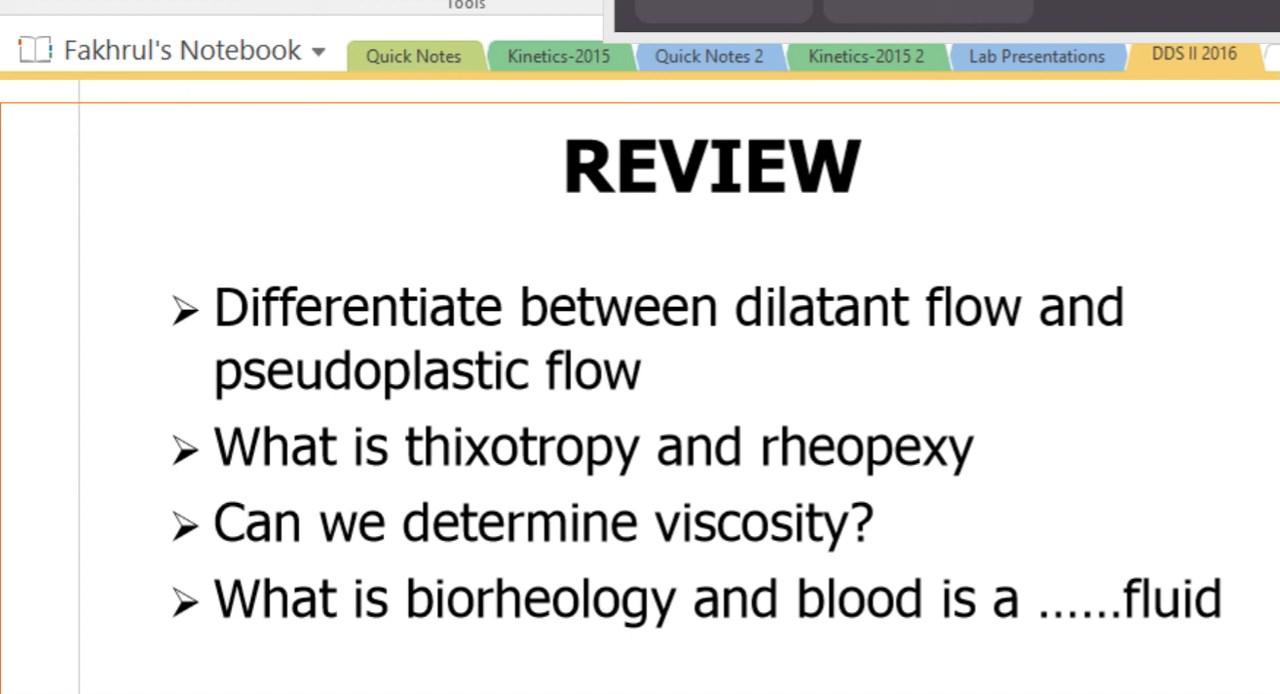 Tools
Fakhrul's Notebook
Quick Notes
Kinetics-2015
Quick Notes 2
Kinetics-2015 2
Lab Presentations
DDS II 2016
REVIEW
➢ Differentiate between dilatant flow and
pseudoplastic flow
➢ What is thixotropy and rheopexy
➢ Can we determine viscosity?
➢ What is biorheology and blood is a ......fluid